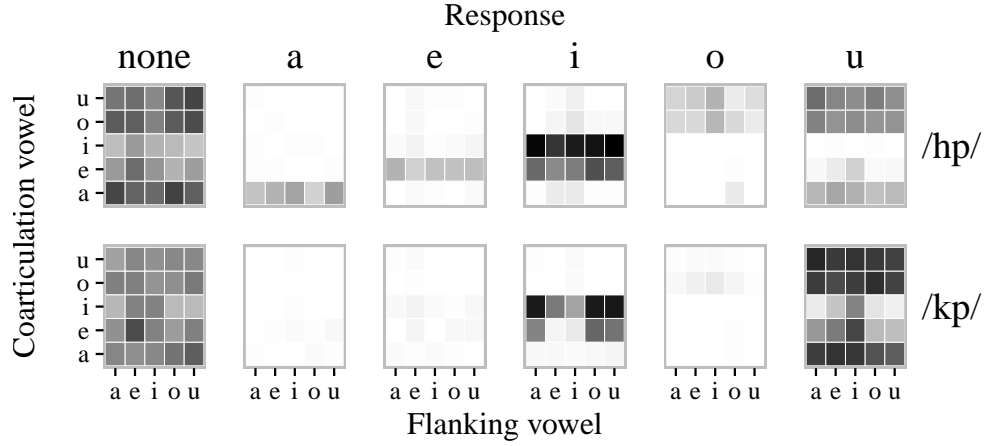 Response
none a e i o u
Coarticulation vowel
u
o
i
e
a
/hp/
u
o
i
e
a
/kp/
a e i o u a e i o u a e i o u a e i o u a e i o u a e i o u
Flanking vowel